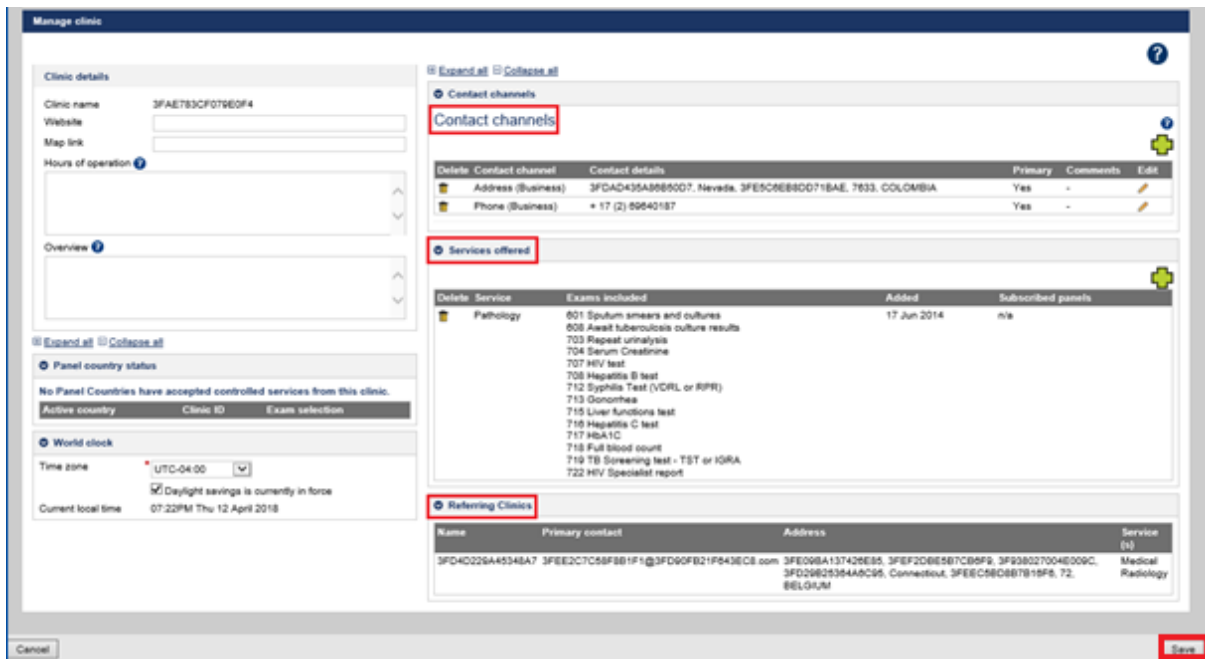 Manage clinic
Clinic details
Clinic name 3FAE783CF079E0F4
Website
Map link
Hours of operation
Overview
Expand all Collapse all
Panel country status
No Panel Countries have accepted controlled services from this clinic.
Active country Clinic ID Exam selection
World clock
Time zone * UTC-04:00
Daylight savings is currently in force
Current local time 07:22PM Thu 12 April 2018
Expand all Collapse all
Contact channels
Contact channels
Delete Contact channel Contact details Primary Comments Edit
Address (Business) 3FDAD435A86B50D7, Nevada, 3FE5C6EB8DD71BAE, 7633, COLOMBIA Yes -
Phone (Business) + 17 (2) 69640187 Yes -
Services offered
Delete Service Exams included Added Subscribed panels
Pathology 601 Sputum smears and cultures 17 Jun 2014 n/a
608 Await tuberculosis culture results
703 Repeat urinalysis
704 Serum Creatinine
707 HIV test
708 Hepatitis B test
712 Syphilis Test (VDRL or RPR)
713 Gonorrhea
715 Liver functions test
716 Hepatitis C test
717 HbA1C
718 Full blood count
719 TB Screening test - TST or IGRA
722 HIV Specialist report
Referring Clinics
Name Primary contact Address Service
(s)
3FD4D229A45348A7 3FEE2C7C58F8B1F1@3FD90FB21F643EC8.com 3FE09BA137426E85, 3FEF2DBE5B7CB6F9, 3F938027004E009C, Medical
3FD29B25364A6C95, Connecticut, 3FEEC5BD8B7B16F6, 72, Radiology
BELGIUM
Cancel Save